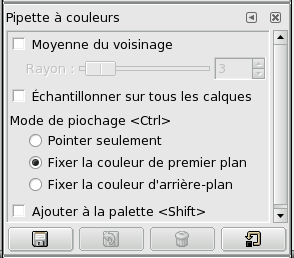 Pipette à couleurs
Moyenne du voisinage
Rayon : 3
Échantillonner sur tous les calques
Mode de piochage <Ctrl>
Pointer seulement
Fixer la couleur de premier plan
Fixer la couleur d'arrière-plan
Ajouter à la palette <Shift>